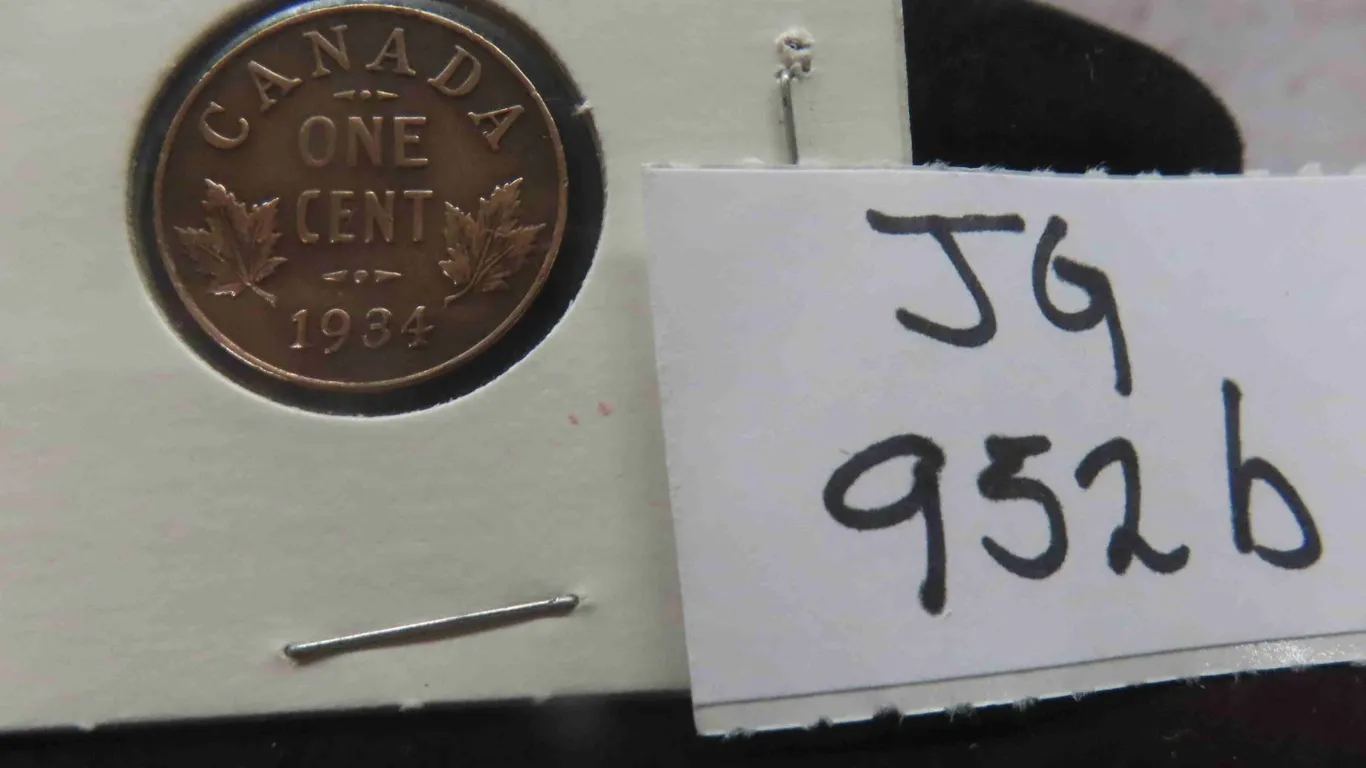 CANADA
ONE
CENT
1934
JG
952b